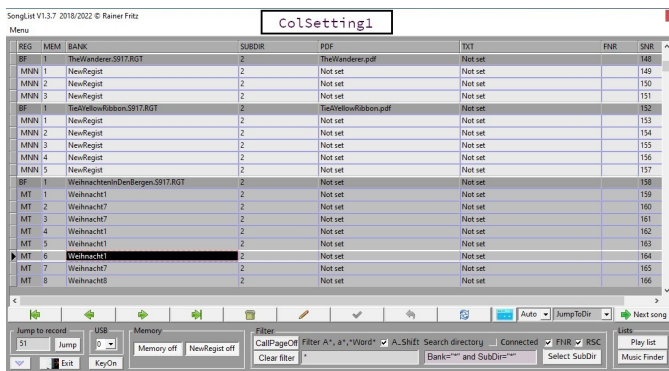 SongList V1.3.7 2018/2022 © Rainer Fritz
ColSetting1
Menu
REG MEM BANK SUBDIR PDF TXT FNR SNR
BF 1 TheWanderer.S917.RGT 2 TheWanderer.pdf Not set 148
MNN 1 NewRegist 2 Not set Not set 149
MNN 2 NewRegist 2 Not set Not set 150
MNN 3 NewRegist 2 Not set Not set 151
BF 1 TieAYellowRibbon.S917.RGT 2 TieAYellowRibbon.pdf Not set 152
MNN 1 NewRegist 2 Not set Not set 153
MNN 2 NewRegist 2 Not set Not set 154
MNN 3 NewRegist 2 Not set Not set 155
MNN 4 NewRegist 2 Not set Not set 156
MNN 5 NewRegist 2 Not set Not set 157
BF 1 WeihnachtenInDenBergen.S917.RGT 2 Not set Not set 158
MT 1 Weihnacht1 2 Not set Not set 159
MT 2 Weihnacht7 2 Not set Not set 160
MT 3 Weihnacht7 2 Not set Not set 161
MT 4 Weihnacht1 2 Not set Not set 162
MT 5 Weihnacht1 2 Not set Not set 163
MT 6 Weihnacht1 2 Not set Not set 164
MT 7 Weihnacht7 2 Not set Not set 165
MT 8 Weihnacht8 2 Not set Not set 166
Auto JumpToDir Next song
Jump to record USB Memory Filter Lists
51 Jump 0 Memory off NewRegist off CallPageOff Filter A*, a*,*Word* A..Shift Search directory Connected FNR RSC Play list
Exit KeyOn Clear filter * Bank="*" and SubDir="*" Select SubDir Music Finder